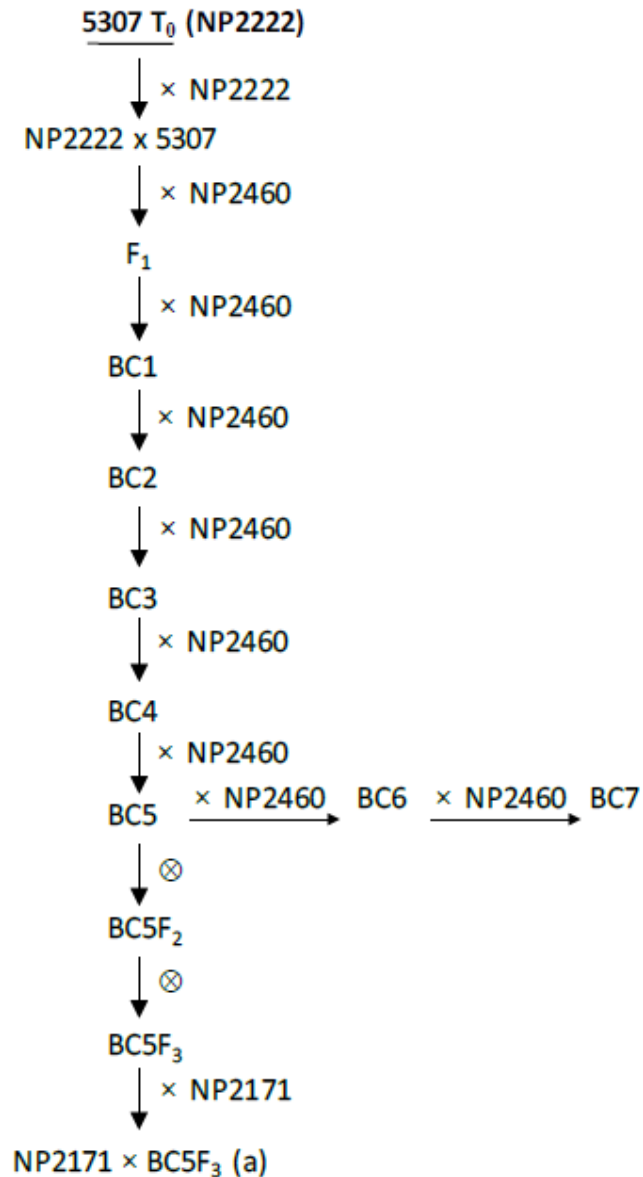 5307 T₀ (NP2222)
× NP2222
NP2222 x 5307
× NP2460
F₁
× NP2460
BC1
× NP2460
BC2
× NP2460
BC3
× NP2460
BC4
× NP2460
BC5 × NP2460 BC6 × NP2460 BC7
⊗
BC5F₂
⊗
BC5F₃
× NP2171
NP2171 × BC5F₃ (a)